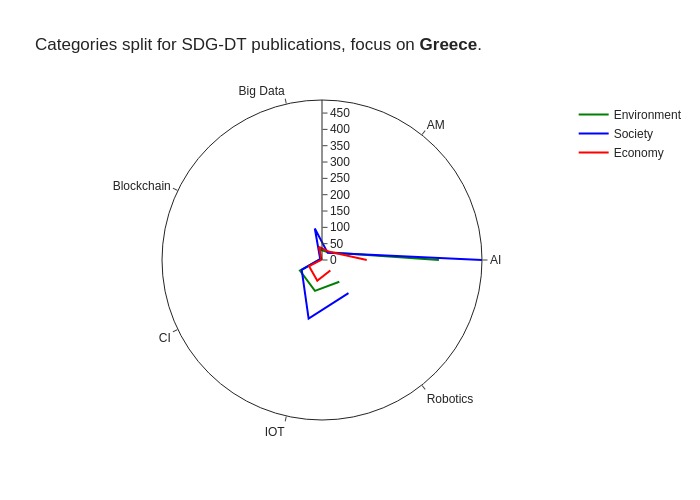 Categories split for SDG-DT publications, focus on Greece.
Big Data
AM
Blockchain
AI
CI
Robotics
IOT
450
400
350
300
250
200
150
100
50
0
Environment
Society
Economy